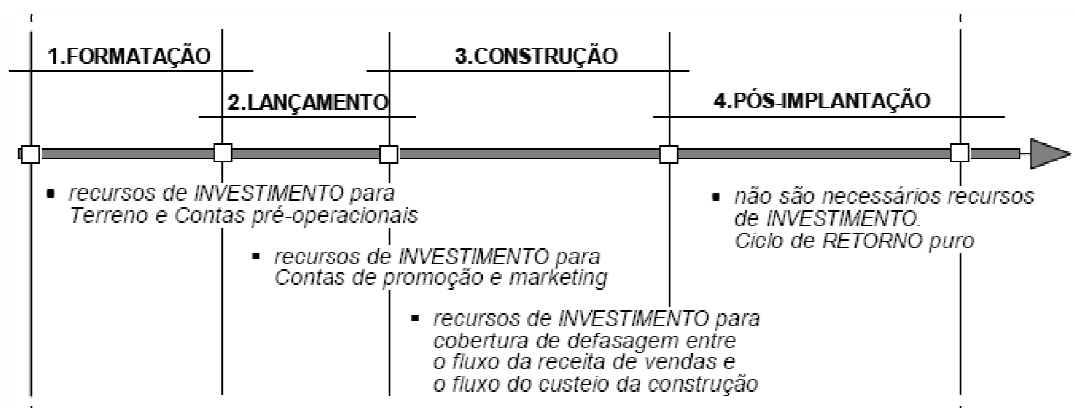 1.FORMATAÇÃO
2.LANÇAMENTO
3.CONSTRUÇÃO
4.PÓS-IMPLANTAÇÃO
▪ recursos de INVESTIMENTO para
Terreno e Contas pré-operacionais
▪ recursos de INVESTIMENTO para
Contas de promoção e marketing
▪ recursos de INVESTIMENTO para
cobertura de defasagem entre
o fluxo da receita de vendas e
o fluxo do custeio da construção
▪ não são necessários recursos
de INVESTIMENTO.
Ciclo de RETORNO puro